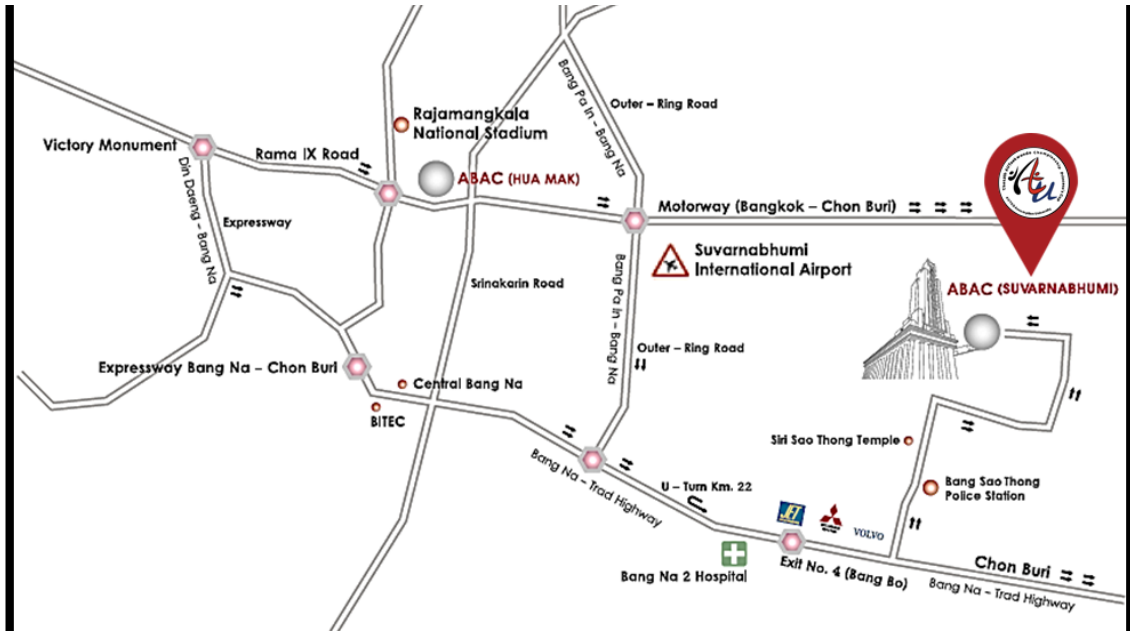 Bang Pa In – Bang Na
Outer – Ring Road
Rajamangkala
National Stadium
Victory Monument
Rama IX Road
ABAC (HUA MAK)
Au
Motorway (Bangkok – Chon Buri)
Din Daeng – Bang Na
Expressway
Suvarnabhumi
International Airport
Srinakarin Road
Bang Pa In – Bang Na
ABAC (SUVARNABHUMI)
Outer – Ring Road
Expressway Bang Na – Chon Buri
Central Bang Na
BITEC
Siri Sao Thong Temple
Bang Na – Trad Highway
U – Turn Km. 22
Bang Sao Thong
Police Station
JET
VOLVO
Bang Na 2 Hospital
Exit No. 4 (Bang Bo)
Chon Buri
Bang Na – Trad Highway